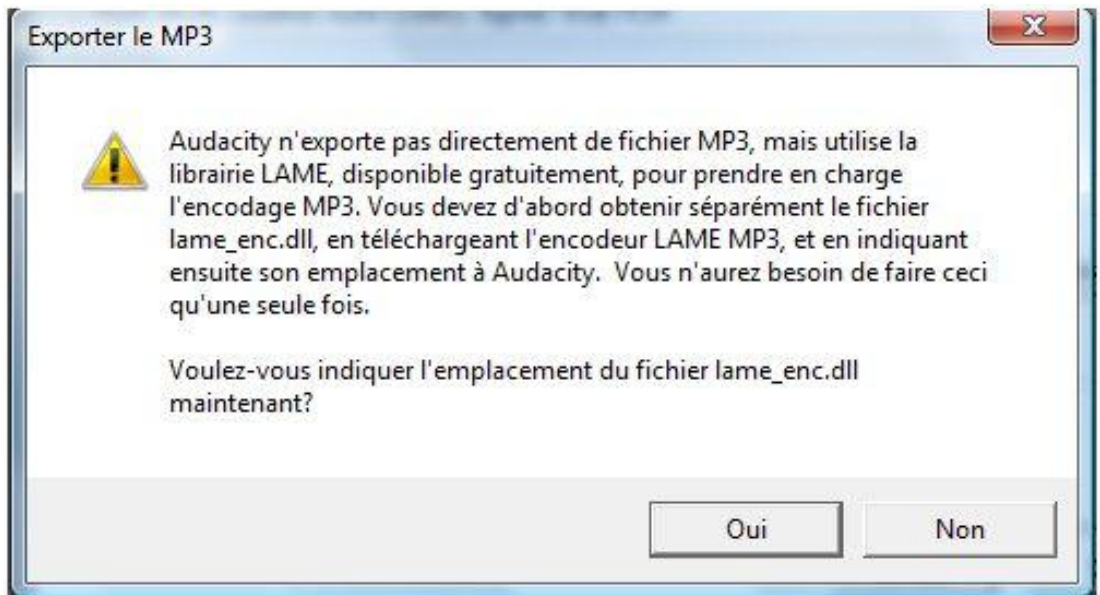 Exporter le MP3
Audacity n'exporte pas directement de fichier MP3, mais utilise la
librairie LAME, disponible gratuitement, pour prendre en charge
l'encodage MP3. Vous devez d'abord obtenir séparément le fichier
lame_enc.dll, en téléchargeant l'encodeur LAME MP3, et en indiquant
ensuite son emplacement à Audacity.  Vous n'aurez besoin de faire ceci
qu'une seule fois.
Voulez-vous indiquer l'emplacement du fichier lame_enc.dll
maintenant?
Oui Non